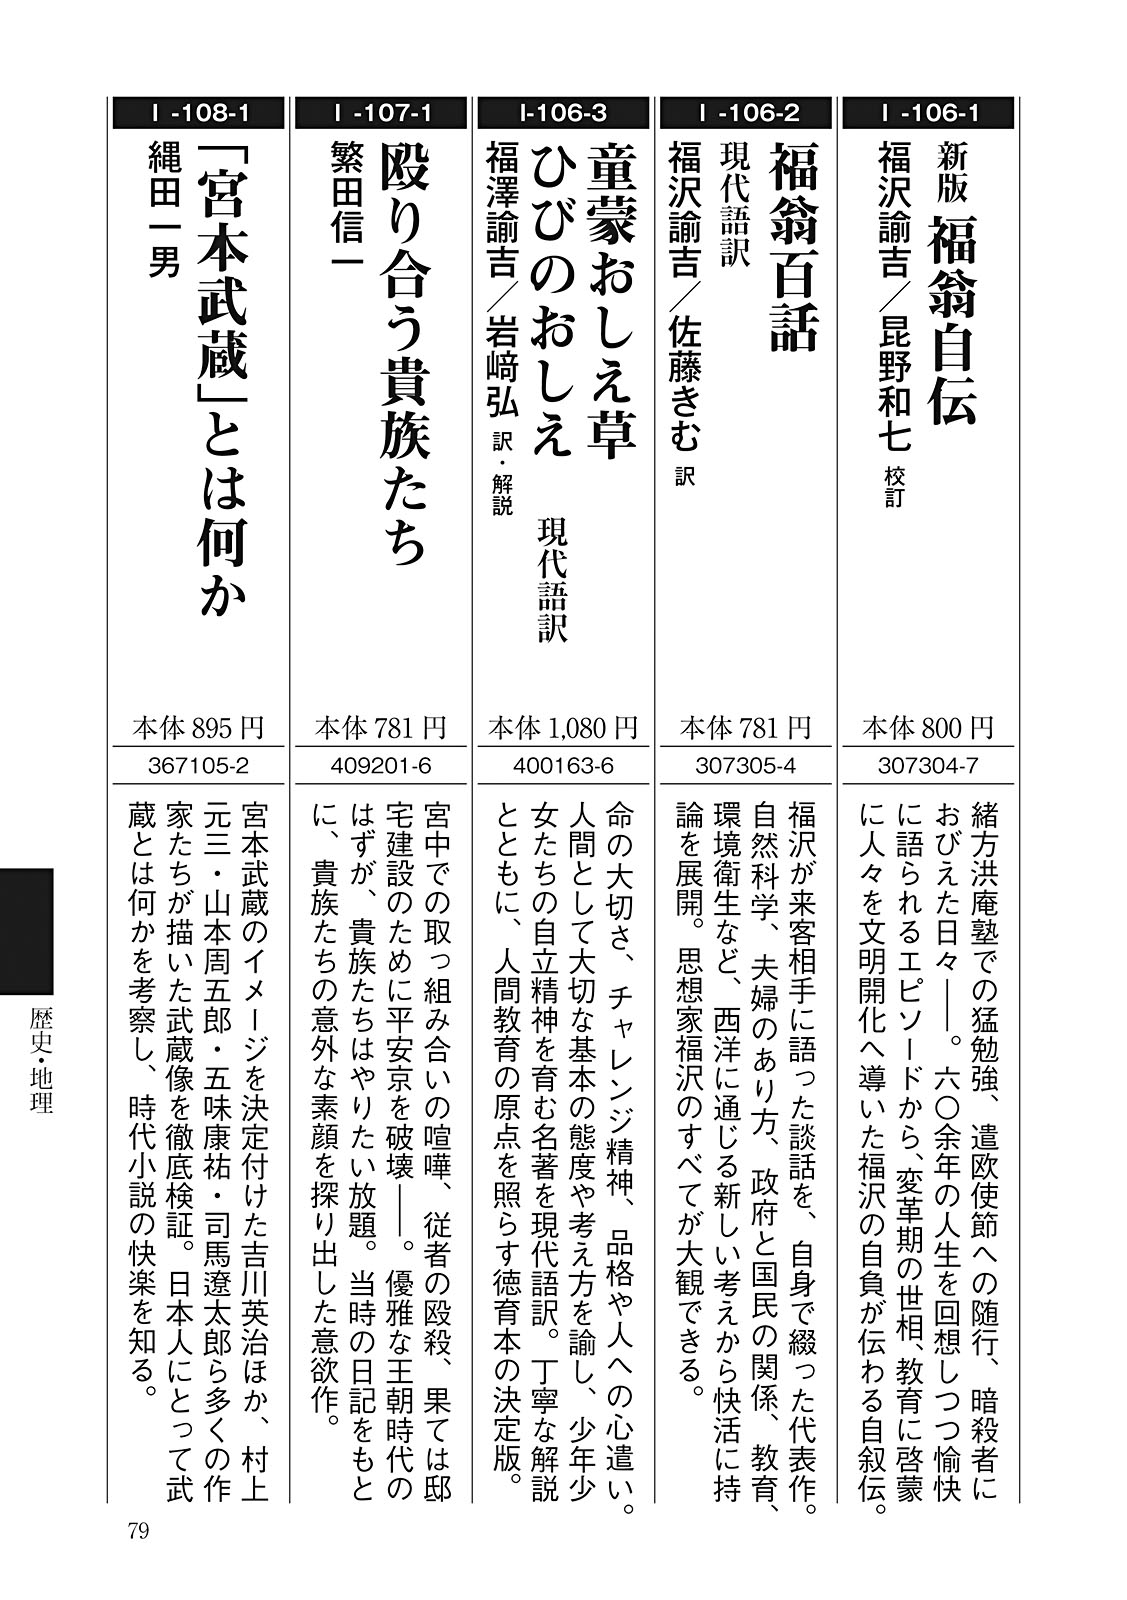 I-106-1
新版 福翁自伝
福沢諭吉／昆野和七 校訂
本体 800 円
307304-7
緒方洪庵塾での猛勉強、遣欧使節への随行、暗殺者に
おびえた日々――。六〇余年の人生を回想しつつ愉快
に語られるエピソードから、変革期の世相、教育に啓蒙
に人々を文明開化へ導いた福沢の自負が伝わる自叙伝。
I-106-2
福翁百話
現代語訳
福沢諭吉／佐藤きむ 訳
本体 781 円
307305-4
福沢が来客相手に語った談話を、自身で綴った代表作。
自然科学、夫婦のあり方、政府と国民の関係、教育、
環境衛生など、西洋に通じる新しい考えから快活に持
論を展開。思想家福沢のすべてが大観できる。
I-106-3
童蒙おしえ草
ひびのおしえ 現代語訳
福澤諭吉／岩﨑弘 訳・解説
本体 1,080 円
400163-6
命の大切さ、チャレンジ精神、品格や人への心遣い。
人間として大切な基本の態度や考え方を諭し、少年少
女たちの自立精神を育む名著を現代語訳。丁寧な解説
とともに、人間教育の原点を照らす徳育本の決定版。
I-107-1
殴り合う貴族たち
繁田信一
本体 781 円
409201-6
宮中での取っ組み合いの喧嘩、従者の殴殺、果ては邸
宅建設のために平安京を破壊――。優雅な王朝時代の
はずが、貴族たちはやりたい放題。当時の日記をもと
に、貴族たちの意外な素顔を探り出した意欲作。
I-108-1
「宮本武蔵」とは何か
縄田一男
本体 895 円
367105-2
宮本武蔵のイメージを決定付けた吉川英治ほか、村上
元三・山本周五郎・五味康祐・司馬遼太郎ら多くの作
家たちが描いた武蔵像を徹底検証。日本人にとって武
蔵とは何かを考察し、時代小説の快楽を知る。
歴史・地理
79